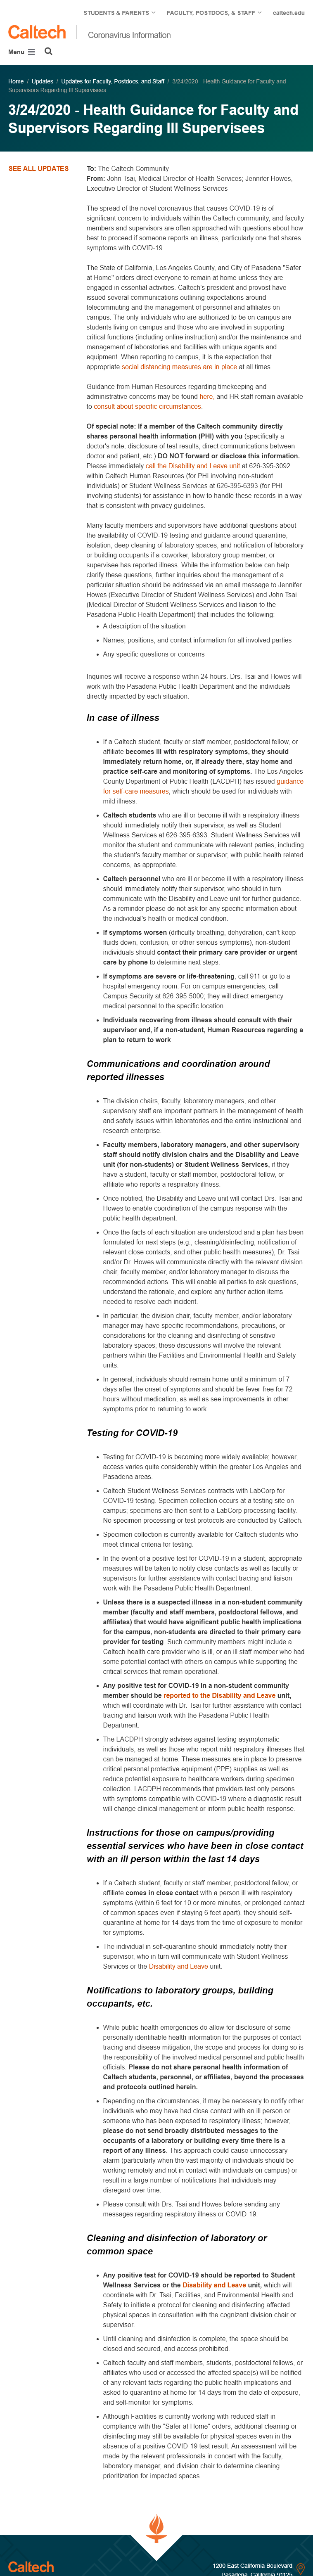 STUDENTS & PARENTS
FACULTY, POSTDOCS, & STAFF
caltech.edu
Caltech
Coronavirus Information
Menu
Home / Updates / Updates for Faculty, Postdocs, and Staff / 3/24/2020 - Health Guidance for Faculty and
Supervisors Regarding Ill Supervisees
3/24/2020 - Health Guidance for Faculty and
Supervisors Regarding Ill Supervisees
SEE ALL UPDATES
To: The Caltech Community
From: John Tsai, Medical Director of Health Services; Jennifer Howes,
Executive Director of Student Wellness Services
The spread of the novel coronavirus that causes COVID-19 is of
significant concern to individuals within the Caltech community, and faculty
members and supervisors are often approached with questions about how
best to proceed if someone reports an illness, particularly one that shares
symptoms with COVID-19.
The State of California, Los Angeles County, and City of Pasadena "Safer
at Home" orders direct everyone to remain at home unless they are
engaged in essential activities. Caltech's president and provost have
issued several communications outlining expectations around
telecommuting and the management of personnel and affiliates on
campus. The only individuals who are authorized to be on campus are
students living on campus and those who are involved in supporting
critical functions (including online instruction) and/or the maintenance and
management of laboratories and facilities with unique agents and
equipment. When reporting to campus, it is the expectation that
appropriate social distancing measures are in place at all times.
Guidance from Human Resources regarding timekeeping and
administrative concerns may be found here, and HR staff remain available
to consult about specific circumstances.
Of special note: If a member of the Caltech community directly
shares personal health information (PHI) with you (specifically a
doctor's note, disclosure of test results, direct communications between
doctor and patient, etc.) DO NOT forward or disclose this information.
Please immediately call the Disability and Leave unit at 626-395-3092
within Caltech Human Resources (for PHI involving non-student
individuals) or Student Wellness Services at 626-395-6393 (for PHI
involving students) for assistance in how to handle these records in a way
that is consistent with privacy guidelines.
Many faculty members and supervisors have additional questions about
the availability of COVID-19 testing and guidance around quarantine,
isolation, deep cleaning of laboratory spaces, and notification of laboratory
or building occupants if a coworker, laboratory group member, or
supervisee has reported illness. While the information below can help
clarify these questions, further inquiries about the management of a
particular situation should be addressed via an email message to Jennifer
Howes (Executive Director of Student Wellness Services) and John Tsai
(Medical Director of Student Wellness Services and liaison to the
Pasadena Public Health Department) that includes the following:
• A description of the situation
• Names, positions, and contact information for all involved parties
• Any specific questions or concerns
Inquiries will receive a response within 24 hours. Drs. Tsai and Howes will
work with the Pasadena Public Health Department and the individuals
directly impacted by each situation.
In case of illness
• If a Caltech student, faculty or staff member, postdoctoral fellow, or
affiliate becomes ill with respiratory symptoms, they should
immediately return home, or, if already there, stay home and
practice self-care and monitoring of symptoms. The Los Angeles
County Department of Public Health (LACDPH) has issued guidance
for self-care measures, which should be used for individuals with
mild illness.
• Caltech students who are ill or become ill with a respiratory illness
should immediately notify their supervisor, as well as Student
Wellness Services at 626-395-6393. Student Wellness Services will
monitor the student and communicate with relevant parties, including
the student's faculty member or supervisor, with public health related
concerns, as appropriate.
• Caltech personnel who are ill or become ill with a respiratory illness
should immediately notify their supervisor, who should in turn
communicate with the Disability and Leave unit for further guidance.
As a reminder please do not ask for any specific information about
the individual's health or medical condition.
• If symptoms worsen (difficulty breathing, dehydration, can't keep
fluids down, confusion, or other serious symptoms), non-student
individuals should contact their primary care provider or urgent
care by phone to determine next steps.
• If symptoms are severe or life-threatening, call 911 or go to a
hospital emergency room. For on-campus emergencies, call
Campus Security at 626-395-5000; they will direct emergency
medical personnel to the specific location.
• Individuals recovering from illness should consult with their
supervisor and, if a non-student, Human Resources regarding a
plan to return to work
Communications and coordination around
reported illnesses
• The division chairs, faculty, laboratory managers, and other
supervisory staff are important partners in the management of health
and safety issues within laboratories and the entire instructional and
research enterprise.
• Faculty members, laboratory managers, and other supervisory
staff should notify division chairs and the Disability and Leave
unit (for non-students) or Student Wellness Services, if they
have a student, faculty or staff member, postdoctoral fellow, or
affiliate who reports a respiratory illness.
• Once notified, the Disability and Leave unit will contact Drs. Tsai and
Howes to enable coordination of the campus response with the
public health department.
• Once the facts of each situation are understood and a plan has been
formulated for next steps (e.g., cleaning/disinfecting, notification of
relevant close contacts, and other public health measures), Dr. Tsai
and/or Dr. Howes will communicate directly with the relevant division
chair, faculty member, and/or laboratory manager to discuss the
recommended actions. This will enable all parties to ask questions,
understand the rationale, and explore any further action items
needed to resolve each incident.
• In particular, the division chair, faculty member, and/or laboratory
manager may have specific recommendations, precautions, or
considerations for the cleaning and disinfecting of sensitive
laboratory spaces; these discussions will involve the relevant
partners within the Facilities and Environmental Health and Safety
units.
• In general, individuals should remain home until a minimum of 7
days after the onset of symptoms and should be fever-free for 72
hours without medication, as well as see improvements in other
symptoms prior to returning to work.
Testing for COVID-19
• Testing for COVID-19 is becoming more widely available; however,
access varies quite considerably within the greater Los Angeles and
Pasadena areas.
• Caltech Student Wellness Services contracts with LabCorp for
COVID-19 testing. Specimen collection occurs at a testing site on
campus; specimens are then sent to a LabCorp processing facility.
No specimen processing or test protocols are conducted by Caltech.
• Specimen collection is currently available for Caltech students who
meet clinical criteria for testing.
• In the event of a positive test for COVID-19 in a student, appropriate
measures will be taken to notify close contacts as well as faculty or
supervisors for further assistance with contact tracing and liaison
work with the Pasadena Public Health Department.
• Unless there is a suspected illness in a non-student community
member (faculty and staff members, postdoctoral fellows, and
affiliates) that would have significant public health implications
for the campus, non-students are directed to their primary care
provider for testing. Such community members might include a
Caltech health care provider who is ill, or an ill staff member who had
some potential contact with others on campus while supporting
critical services still remaining operational.
• Any positive test for COVID-19 in a non-student community
member should be reported to the Disability and Leave unit,
which will coordinate with Dr. Tsai for further assistance with contact
tracing and liaison work with the Pasadena Public Health
Department.
• The LACDPH strongly advises against testing asymptomatic
individuals, as well as those who report mild respiratory illnesses that
can be managed at home. These measures are in place to preserve
critical personal protective equipment (PPE) supplies as well as
reduce potential exposure to healthcare workers during specimen
collection. LACDPH recommends that providers test only persons
with symptoms compatible with COVID-19 where a diagnostic result
will change clinical management or inform public health response.
Instructions for those on campus/providing
essential services who have been in close contact
with an ill person within the last 14 days
• If a Caltech student, faculty or staff member, postdoctoral fellow, or
affiliate comes in close contact with a person ill with respiratory
symptoms (within 6 feet for 10 or more minutes, or prolonged contact
of common spaces even if staying 6 feet apart), they should self-
quarantine at home for 14 days from the time of exposure to monitor
for symptoms.
• The individual in self-quarantine should immediately notify their
supervisor, who in turn will communicate with Student Wellness
Services or the Disability and Leave unit.
Notifications to laboratory groups, building
occupants, etc.
• While public health emergencies do allow for disclosure of some
personally identifiable health information for the purposes of contact
tracing and disease mitigation, the scope and process for doing so is
the responsibility of the involved medical personnel and public health
officials. Please do not share personal health information of
Caltech students, personnel, or affiliates, beyond the processes
and protocols outlined herein.
• Depending on the circumstances, it may be necessary to notify other
individuals who may have had close contact with an ill person or
someone who has been exposed to respiratory illness; however,
please do not send broadly distributed messages to the
occupants of a laboratory or building every time there is a
report of any illness. This approach could cause unnecessary
alarm (particularly when the vast majority of individuals should be
working remotely and not in contact with individuals on campus) or
result in a large number of notifications that individuals may
disregard over time.
• Please consult with Drs. Tsai and Howes before sending any
messages regarding respiratory illness or COVID-19.
Cleaning and disinfection of laboratory or
common space
• Any positive test for COVID-19 should be reported to Student
Wellness Services or the Disability and Leave unit, which will
coordinate with Dr. Tsai, Facilities, and Environmental Health and
Safety to initiate a protocol for cleaning and disinfecting affected
physical spaces in consultation with the cognizant division chair or
supervisor.
• Until cleaning and disinfection is complete, the space should be
closed and secured, and access prohibited.
• Caltech faculty and staff members, students, postdoctoral fellows, or
affiliates who used or accessed the affected space(s) will be notified
of any relevant facts regarding the public health implications and
asked to quarantine at home for 14 days from the date of exposure,
and self-monitor for symptoms.
• Although Facilities is currently working with reduced staff in
compliance with the "Safer at Home" orders, additional cleaning or
disinfecting may still be available for physical spaces even in the
absence of a positive COVID-19 test result. An assessment will be
made by the relevant professionals in concert with the faculty,
laboratory manager, and division chair to determine cleaning
prioritization for impacted spaces.
Caltech
1200 East California Boulevard
Pasadena, California 91125